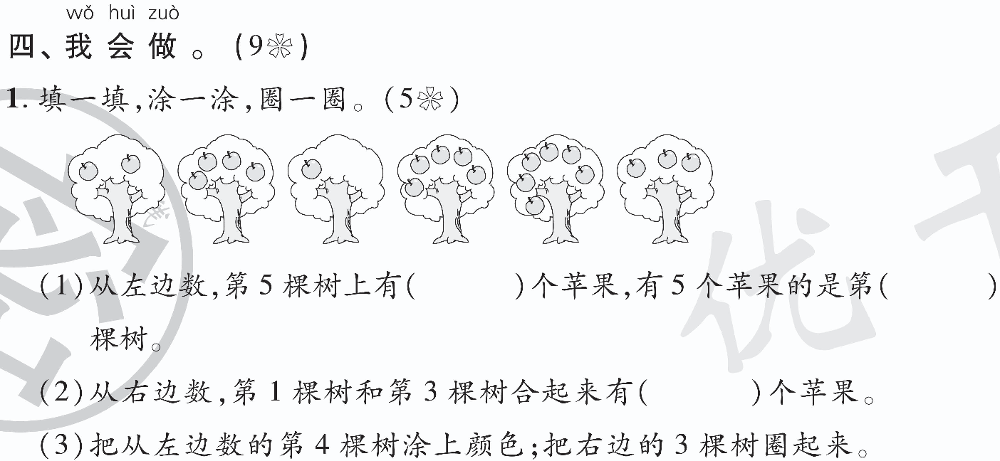 wǒ huì zuò
四、我会做。(9)
1. 填一填,涂一涂,圈一圈。(5)
(1)从左边数,第5棵树上有(　　)个苹果,有5个苹果的是第(　　)
棵树。
(2)从右边数,第1棵树和第3棵树合起来有(　　)个苹果。
(3)把从左边数的第4棵树涂上颜色;把右边的3棵树圈起来。
优干